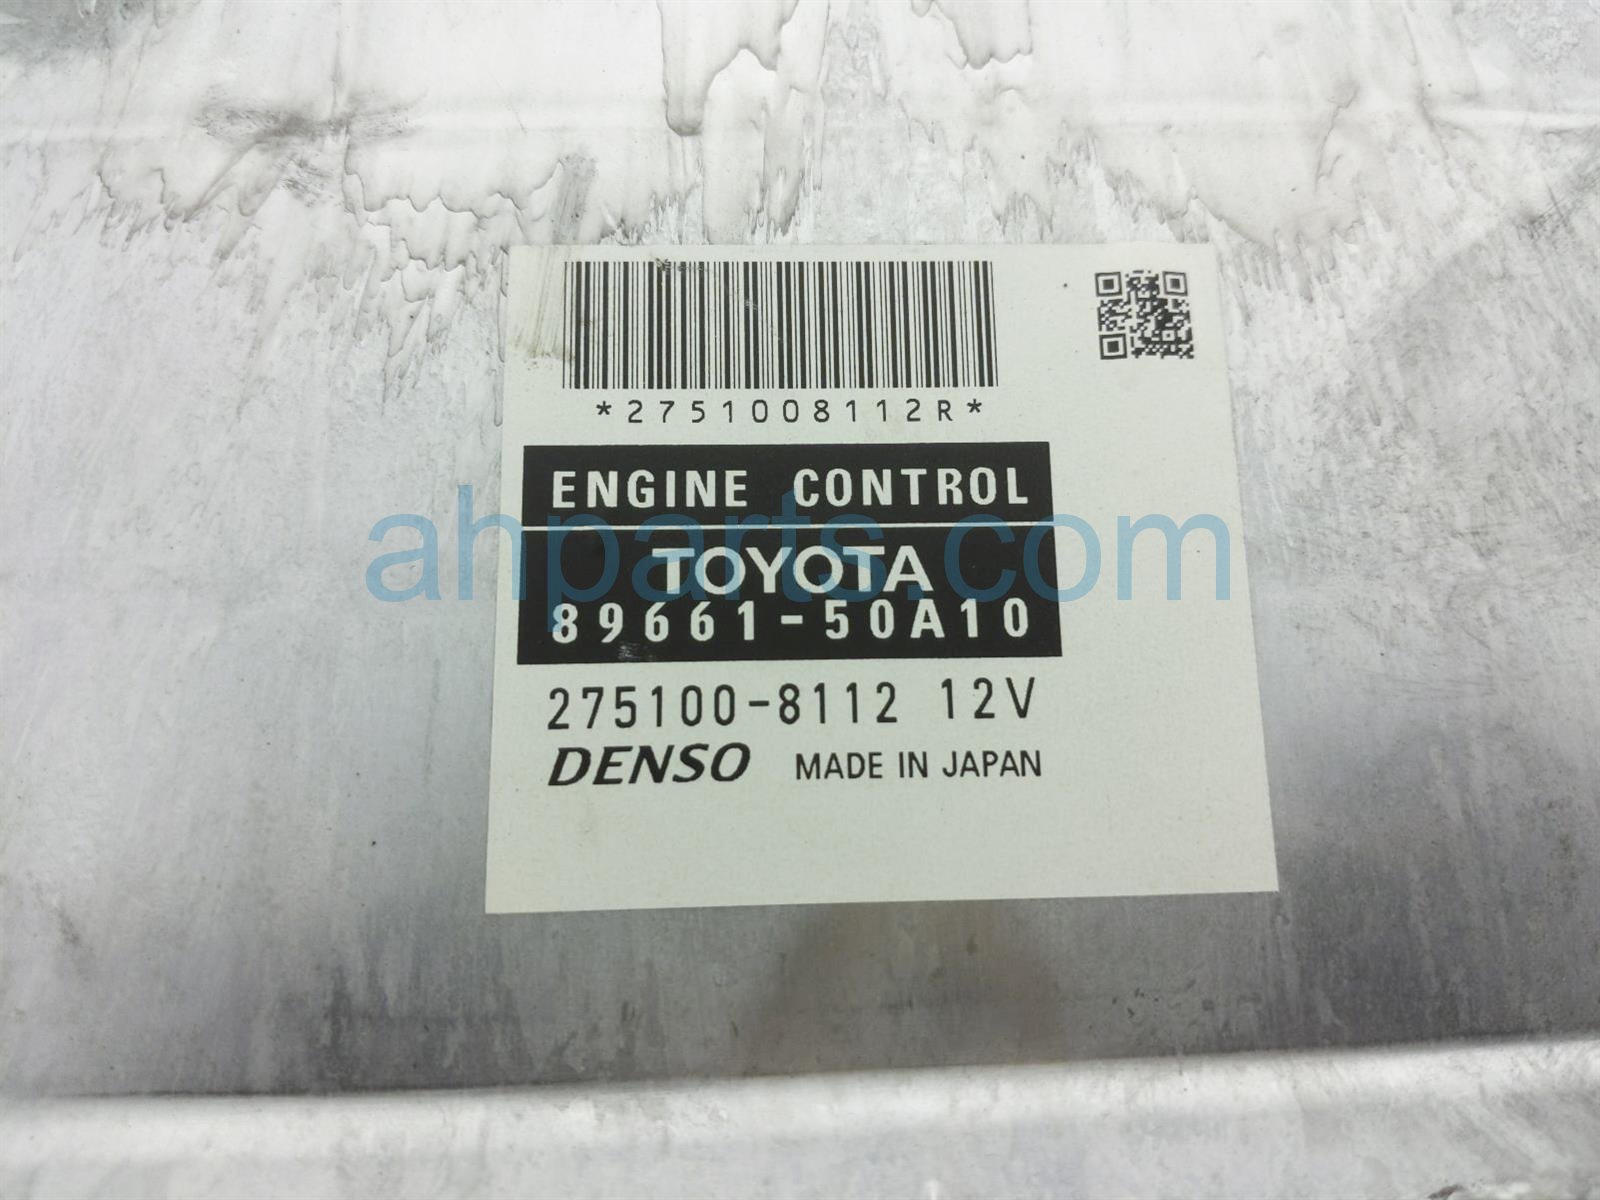 *2751008112R*
ENGINE CONTROL
ahparts.com
TOYOTA
89661-50A10
275100-8112 12V
DENSO MADE IN JAPAN